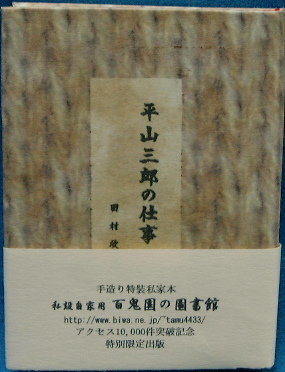 平山三郎の仕事
田村
手造り特装私家本
私設自家用 百鬼園の圖書館
http://www.biwa.ne.jp/~tamu4433/
アクセス10,000件突破記念
特別限定出版